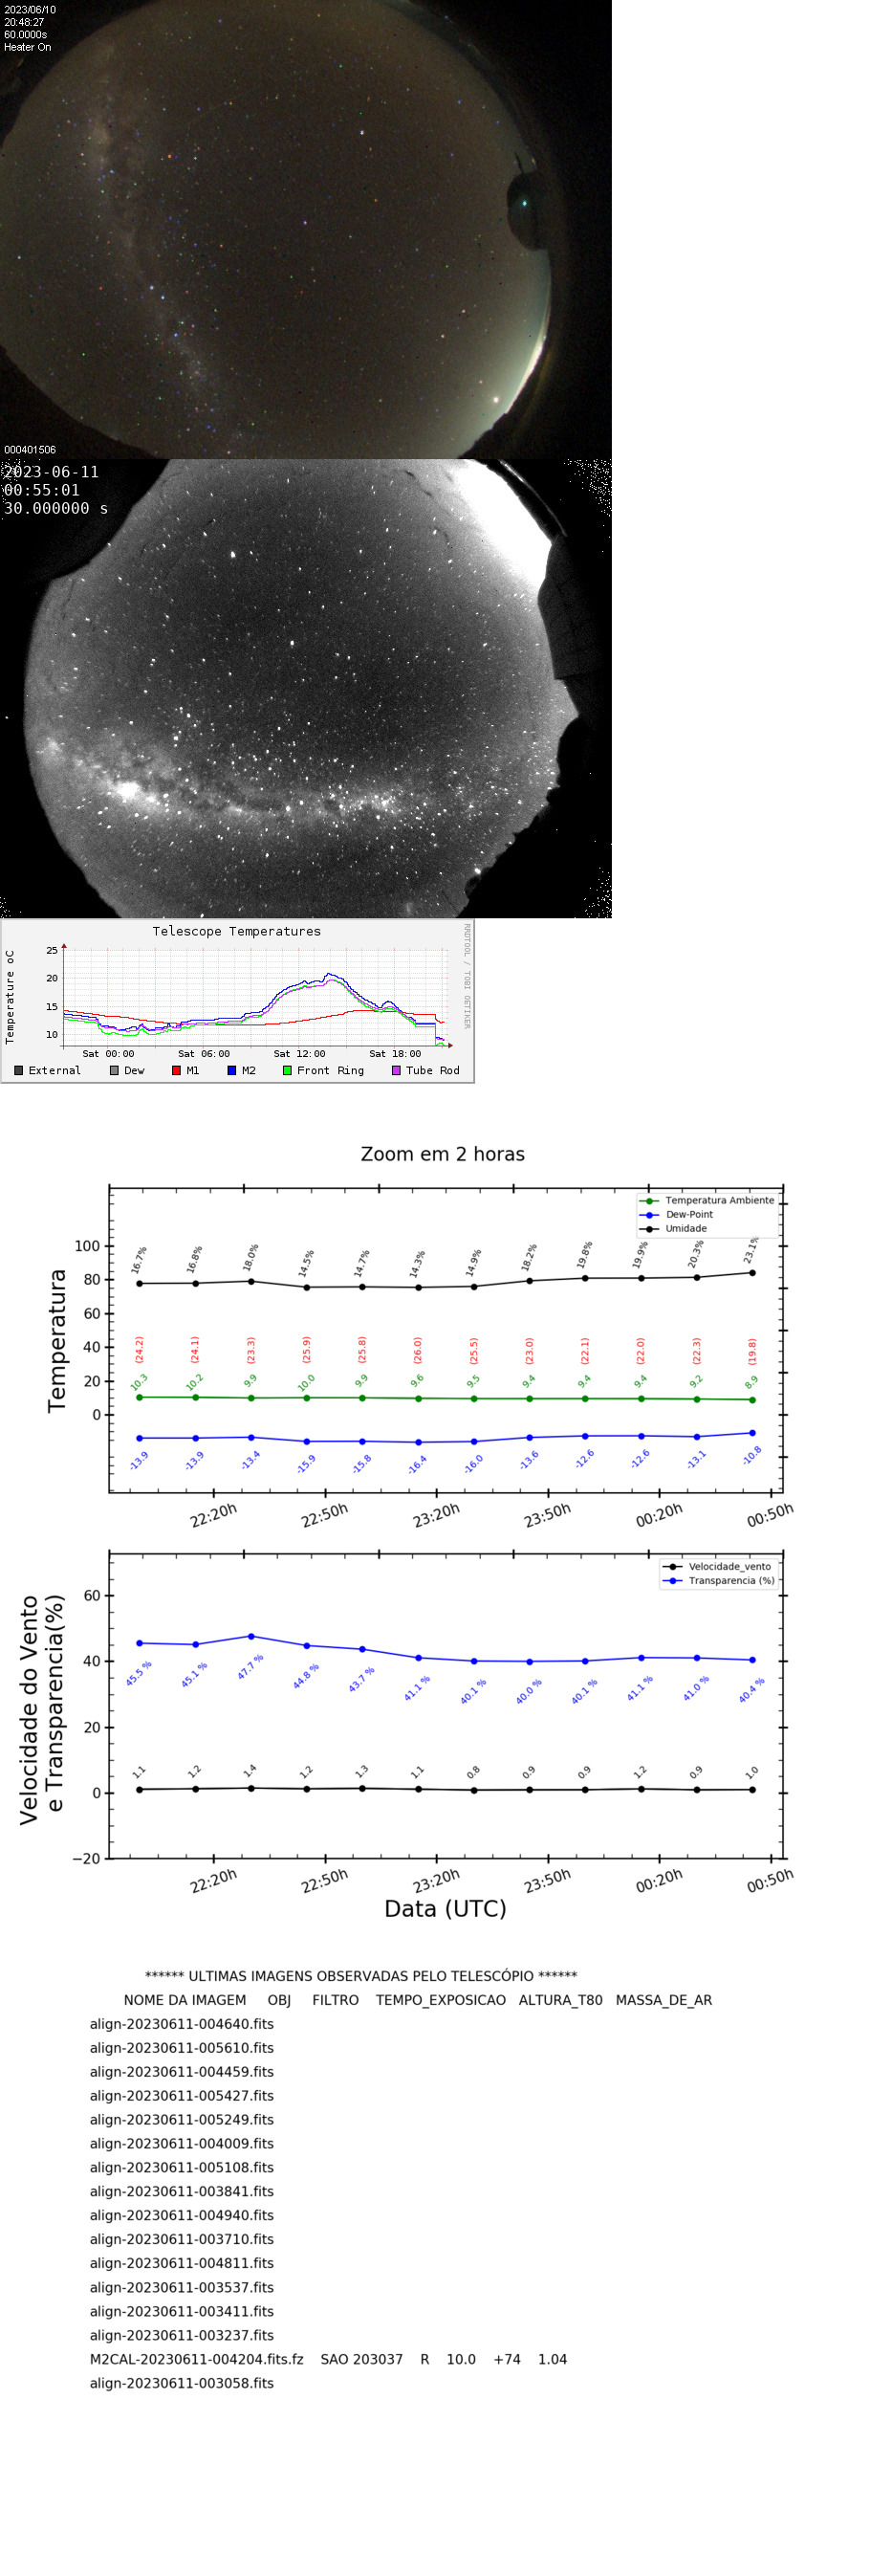 2023/06/10
20:48:27
60.0000s
Heater On
000401506
2023-06-11
00:55:01
30.000000 s
Telescope Temperatures
RRDTOOL / TOBI OETIKER
Temperature oC
25
20
15
10
Sat 00:00 Sat 06:00 Sat 12:00 Sat 18:00
External Dew M1 M2 Front Ring Tube Rod
Zoom em 2 horas
Temperatura Ambiente
Dew-Point
Umidade
Temperatura
100
80
60
40
20
0
16.7% 16.8% 18.0% 14.5% 14.7% 14.3% 14.9% 18.2% 19.8% 19.9% 20.3% 23.1%
(24.2) (24.1) (23.3) (25.9) (25.8) (26.0) (25.5) (23.0) (22.1) (22.0) (22.3) (19.8)
10.3 10.2 9.9 10.0 9.9 9.6 9.5 9.4 9.4 9.4 9.2 8.9
-13.9 -13.9 -13.4 -15.9 -15.8 -16.4 -16.0 -13.6 -12.6 -12.6 -13.1 -10.8
22:20h 22:50h 23:20h 23:50h 00:20h 00:50h
Velocidade_vento
Transparencia (%)
Velocidade do Vento
e Transparencia(%)
60
40
20
0
−20
45.5 % 45.1 % 47.7 % 44.8 % 43.7 % 41.1 % 40.1 % 40.0 % 40.1 % 41.1 % 41.0 % 40.4 %
1.1 1.2 1.4 1.2 1.3 1.1 0.8 0.9 0.9 1.2 0.9 1.0
22:20h 22:50h 23:20h 23:50h 00:20h 00:50h
Data (UTC)
****** ULTIMAS IMAGENS OBSERVADAS PELO TELESCÓPIO ******
NOME DA IMAGEM OBJ FILTRO TEMPO_EXPOSICAO ALTURA_T80 MASSA_DE_AR
align-20230611-004640.fits
align-20230611-005610.fits
align-20230611-004459.fits
align-20230611-005427.fits
align-20230611-005249.fits
align-20230611-004009.fits
align-20230611-005108.fits
align-20230611-003841.fits
align-20230611-004940.fits
align-20230611-003710.fits
align-20230611-004811.fits
align-20230611-003537.fits
align-20230611-003411.fits
align-20230611-003237.fits
M2CAL-20230611-004204.fits.fz SAO 203037 R 10.0 +74 1.04
align-20230611-003058.fits